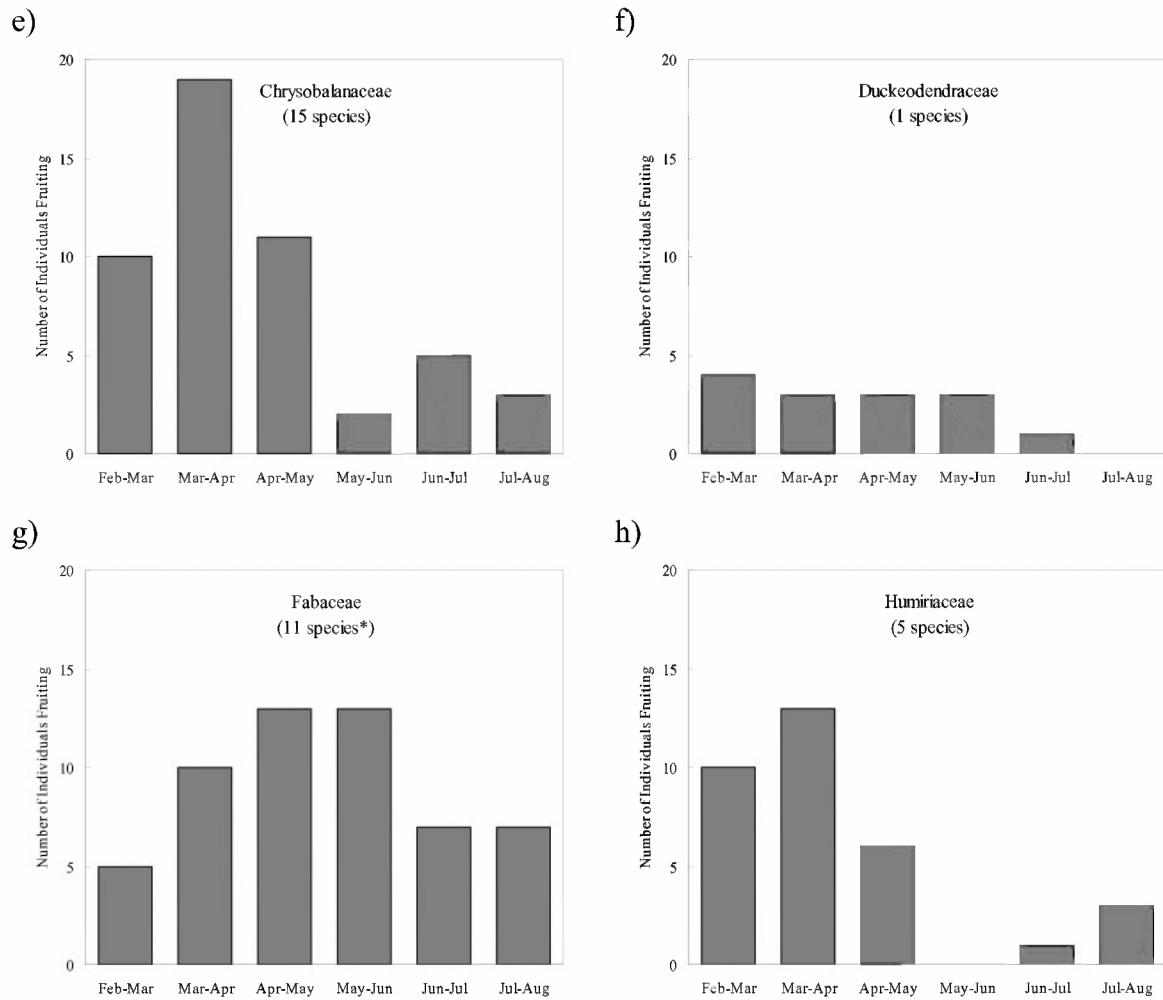 e)
Chrysobalanaceae
(15 species)
Number of Individuals Fruiting
20
15
10
5
0
Feb-Mar Mar-Apr Apr-May May-Jun Jun-Jul Jul-Aug
f)
Duckeodendraceae
(1 species)
Number of Individuals Fruiting
20
15
10
5
0
Feb-Mar Mar-Apr Apr-May May-Jun Jun-Jul Jul-Aug
g)
Fabaceae
(11 species*)
Number of Individuals Fruiting
20
15
10
5
0
Feb-Mar Mar-Apr Apr-May May-Jun Jun-Jul Jul-Aug
h)
Humiriaceae
(5 species)
Number of Individuals Fruiting
20
15
10
5
0
Feb-Mar Mar-Apr Apr-May May-Jun Jun-Jul Jul-Aug